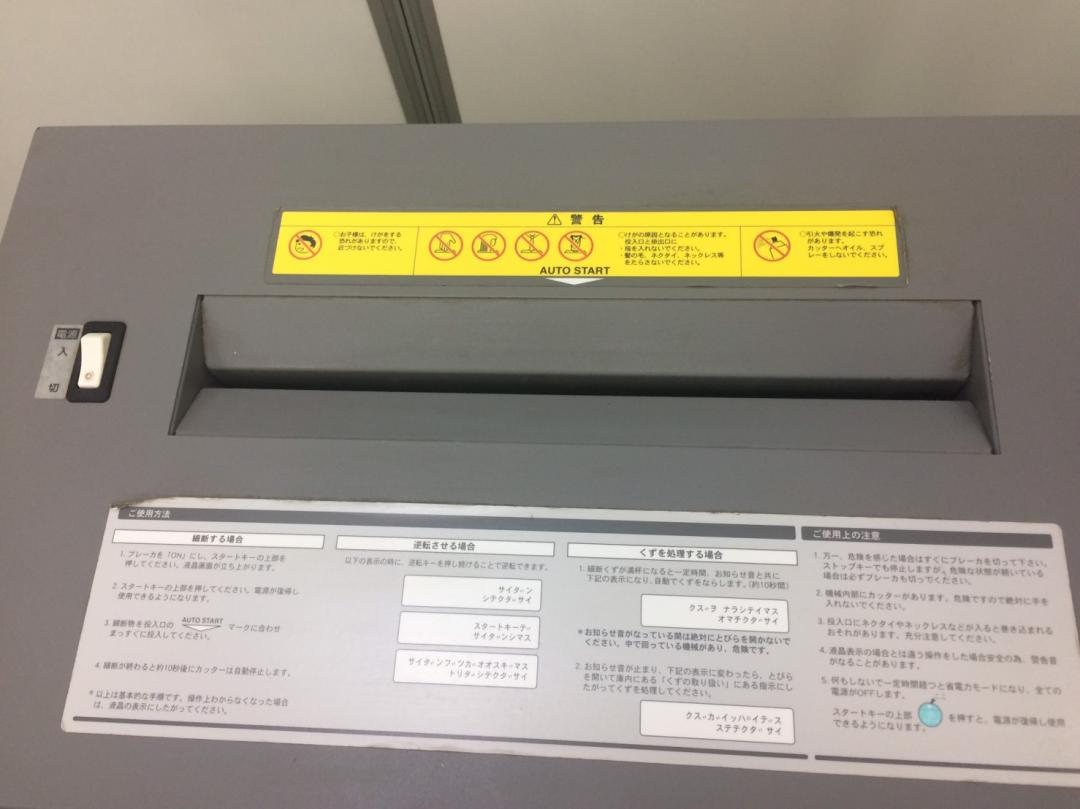 ⚠ 警告
○お子様は、けがをする
恐れがありますので、
近づけないでください。
○けがの原因となることがあります。
投入口と排出口に
・指を入れないでください。
・髪の毛、ネクタイ、ネックレス等
をたらさないでください。
○引火や爆発を起こす恐れ
があります。
カッターへオイル、スプ
レーをしないでください。
AUTO START
電源
入
切
ご使用方法
細断する場合
1. ブレーカを「ON」にし、スタートキーの上部を
押してください。液晶画面が立ち上がります。
2. スタートキーの上部を押してください。電源が復帰し
使用できるようになります。
3. 細断物を投入口の AUTO START マークに合わせ
まっすぐに投入してください。
4. 細断が終わると約10秒後にカッターは自動停止します。
*以上は基本的な手順です。操作上わからなくなった場合
は、液晶の表示にしたがってください。
逆転させる場合
以下の表示の時に、逆転キーを押し続けることで逆転できます。
サイタ゛ン
シテクタ゛サイ
スタートキーテ゛
サイタ゛ンシマス
サイタ゛ンフ゛ツカ゛オオスキ゛マス
トリタ゛シテクタ゛サイ
くずを処理する場合
1. 細断くずが満杯になると一定時間、お知らせ音と共に
下記の表示になり、自動でくずをならします。(約10秒間)
クス゛ヲ ナラシテイマス
オマチクタ゛サイ
*お知らせ音がなっている間は絶対にとびらを開かないで
ください。中で回っている機械があり、危険です。
2. お知らせ音が止まり、下記の表示に変わったら、とびら
を開いて庫内にある「くずの取り扱い」にある指示にし
たがってくずを処理してください。
クス゛カ゛イッハ゜イテ゛ス
ステテクタ゛サイ
ご使用上の注意
1. 万一、危険を感じた場合はすぐにブレーカを切って下さい。
ストップキーでも停止しますが、危険な状態が続いている
場合は必ずブレーカも切ってください。
2. 機械内部にカッターがあります。危険ですので絶対に手を
入れないでください。
3. 投入口にネクタイやネックレスなどが入ると巻き込まれる
おそれがあります。充分注意してください。
4. 液晶表示の場合とは違う操作をした場合安全の為、警告音
がなることがあります。
5. 何もしないで一定時間経つと省電力モードになり、全ての
電源がOFFします。
スタートキーの上部 を押すと、電源が復帰し使用
できるようになります。